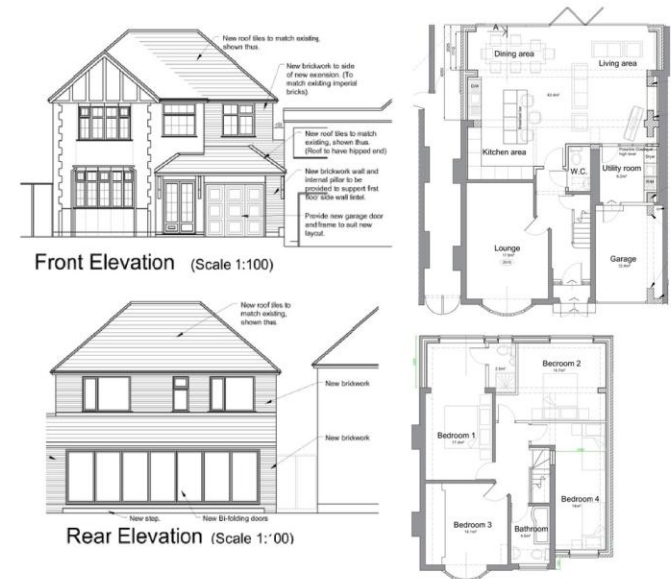 New roof tiles to match existing,
shown thus.
New brickwork to side
of new exension. (To
match existing imperial
bricks)
New roof tiles to match
existing, shown thus.
(Roof to have hipped end)
New brickwork wall and
internal pillar to be
provided to support first
floor side wall lintel.
Provide new garage door
and frame to suit new
layout.
Front Elevation (Scale 1:100)
New roof tiles to
match existing,
shown thus.
New brickwork
New brickwork
New step.
New Bi-folding doors
Rear Elevation (Scale 1:100)
A
Dining area
Living area
Kitchen area
W.C.
Utility room
Lounge
Garage
Bedroom 2
Bedroom 1
Bedroom 4
Bedroom 3
Bathroom